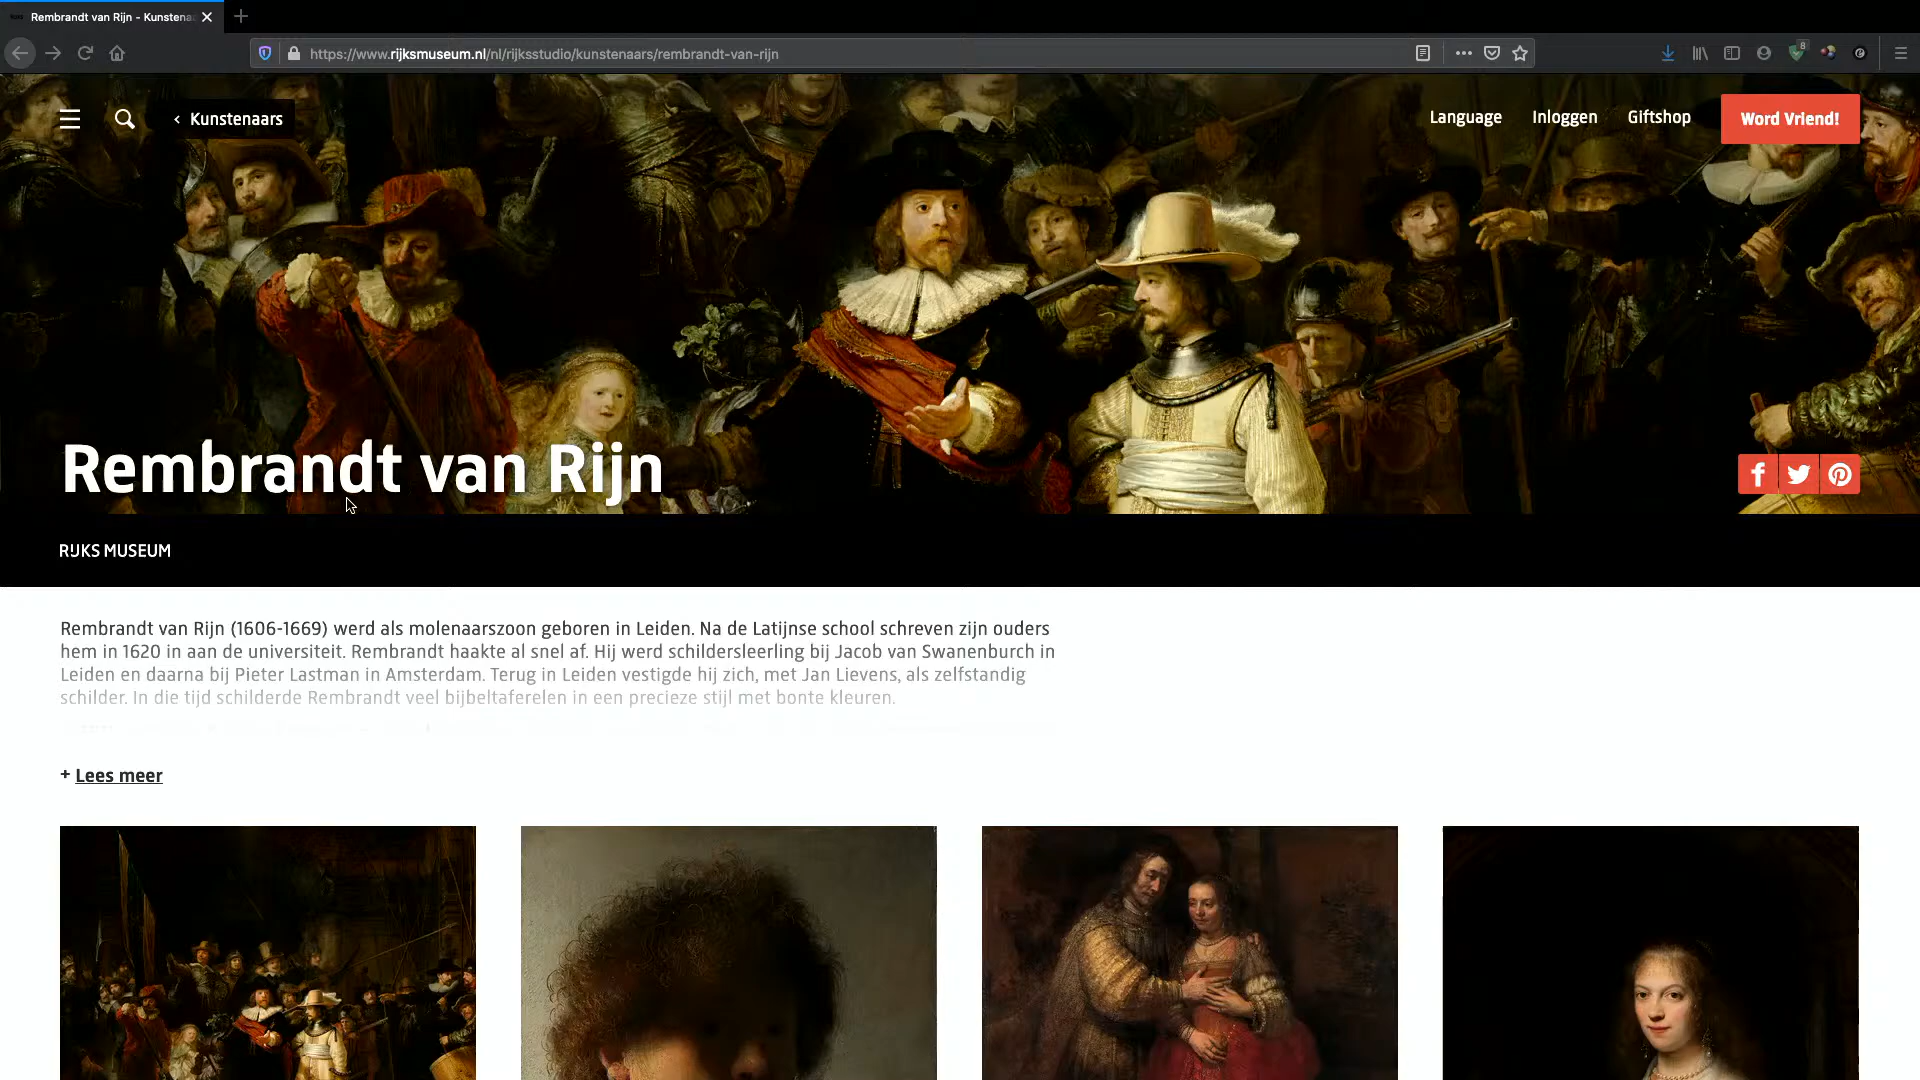 Rembrandt van Rijn - Kunstena
https://www.rijksmuseum.nl/nl/rijksstudio/kunstenaars/rembrandt-van-rijn
8
‹ Kunstenaars
Language Inloggen Giftshop Word Vriend!
Rembrandt van Rijn
RIJKS MUSEUM
Rembrandt van Rijn (1606-1669) werd als molenaarszoon geboren in Leiden. Na de Latijnse school schreven zijn ouders
hem in 1620 in aan de universiteit. Rembrandt haakte al snel af. Hij werd schildersleerling bij Jacob van Swanenburch in
Leiden en daarna bij Pieter Lastman in Amsterdam. Terug in Leiden vestigde hij zich, met Jan Lievens, als zelfstandig
schilder. In die tijd schilderde Rembrandt veel bijbeltaferelen in een precieze stijl met bonte kleuren.
+ Lees meer